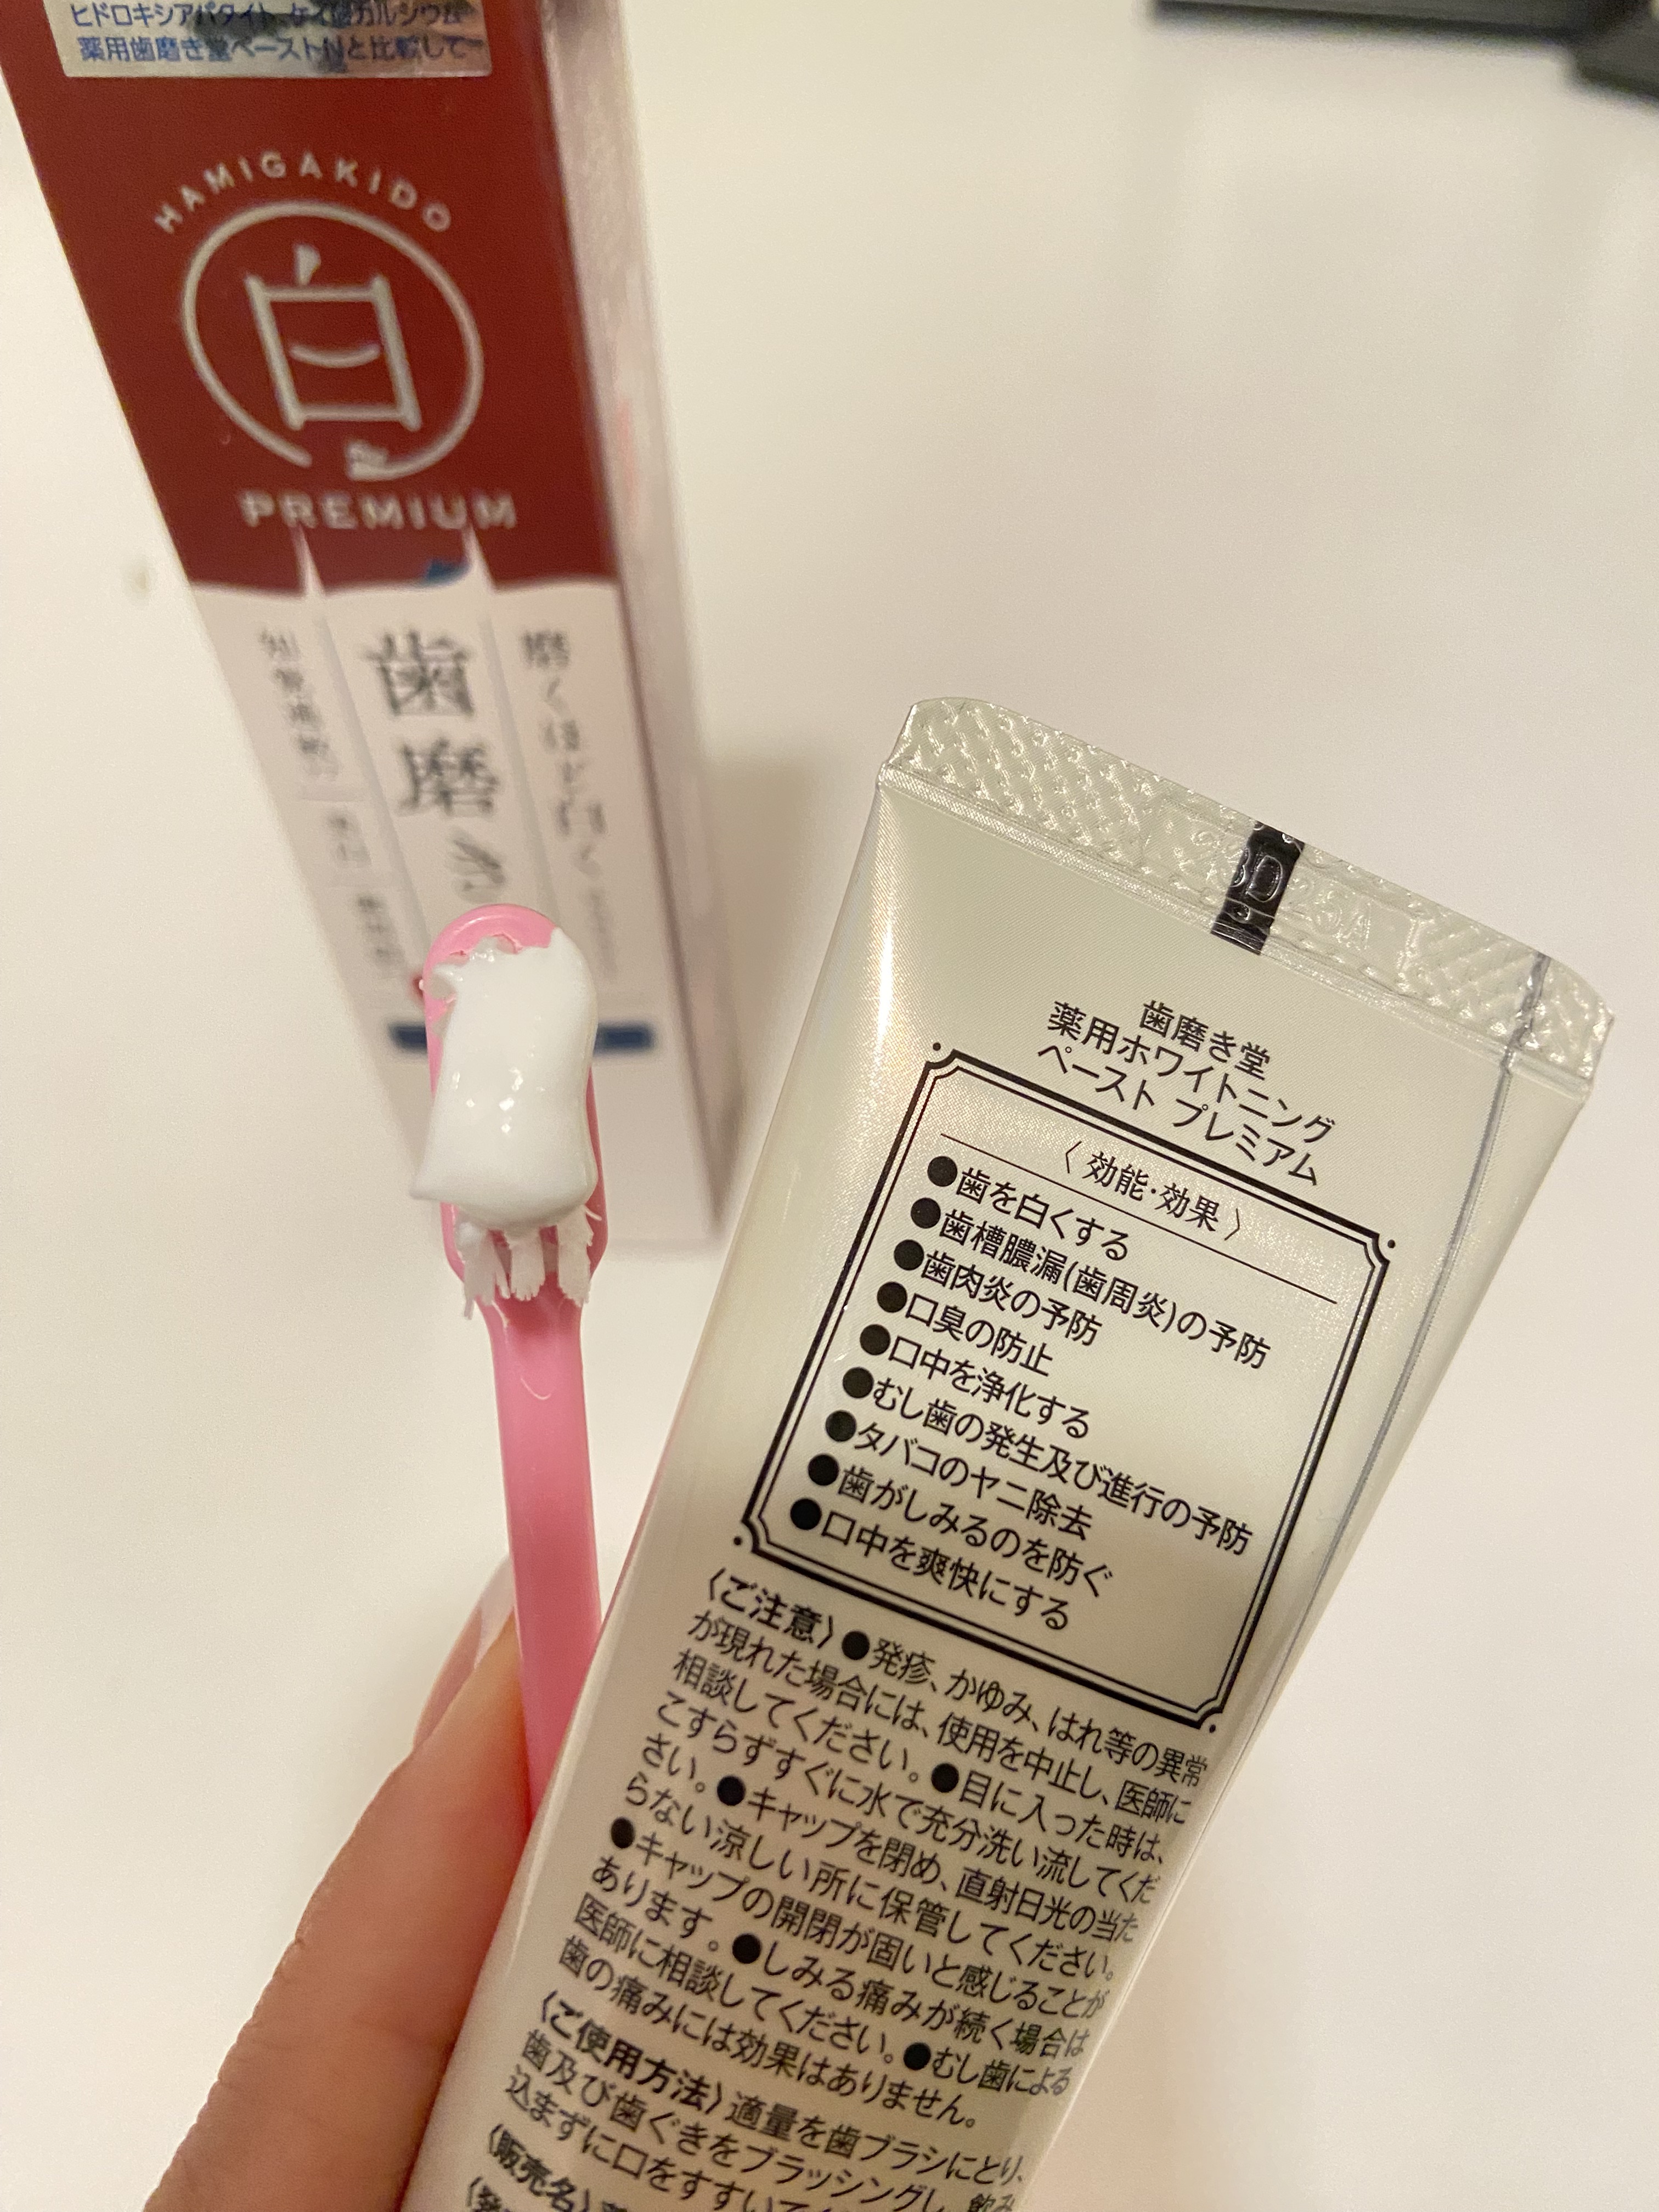 ヒドロキシアパタイト、ケイ酸カルシウム
薬用歯磨き堂ペーストNと比較して
HAMIGAKIDO
白
PREMIUM
磨くほど白く
歯磨き
歯磨き堂
薬用ホワイトニング
ペースト プレミアム
〈効能･効果〉
●歯を白くする
●歯槽膿漏(歯周炎)の予防
●歯肉炎の予防
●口臭の防止
●口中を浄化する
●むし歯の発生及び進行の予防
●タバコのヤニ除去
●歯がしみるのを防ぐ
●口中を爽快にする
〈ご注意〉●発疹、かゆみ、はれ等の異常
が現れた場合には、使用を中止し、医師に
相談してください。●目に入った時は、
こすらずすぐに水で充分洗い流してくだ
さい。●キャップを閉め、直射日光の当た
らない涼しい所に保管してください。
●キャップの開閉が固いと感じることが
あります。●しみる痛みが続く場合は
医師に相談してください。●むし歯による
歯の痛みには効果はありません。
〈ご使用方法〉適量を歯ブラシにとり、
歯及び歯ぐきをブラッシングし、飲み
込まずに口をすすいで
〈販売名〉